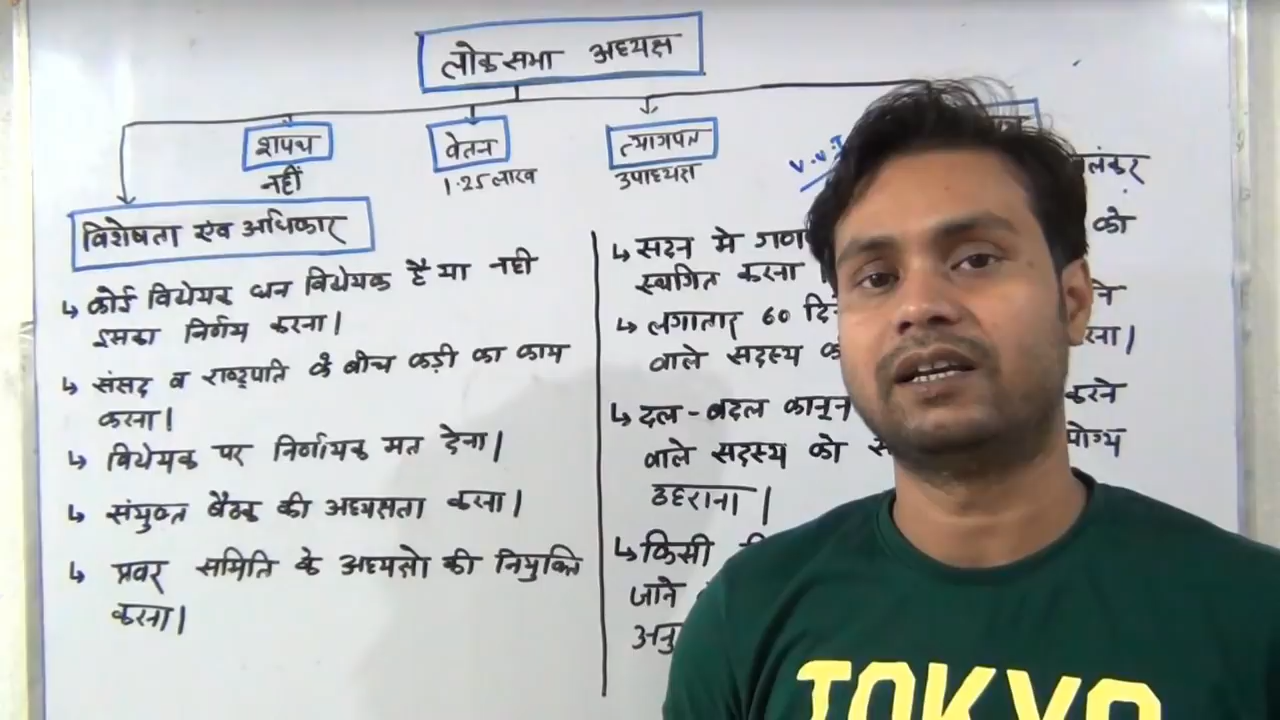 लोकसभा अध्यक्ष
शपथ
वेतन
त्यागपत्र
नहीं
1.25 लाख
उपाध्यक्ष
V.V.I
विशेषता एंव अधिकार
↳ कोई विधेयक धन विधेयक है या नही
इसका निर्णय करना।
↳ संसद व राष्ट्रपति के बीच कड़ी का काय
करना।
↳ विधेयक पर निर्णायक मत देना।
↳ संयुक्त बैठक की अध्यक्षता करना।
↳ प्रवर समिति के अध्यक्षो की नियुक्ति
करना।
↳ सदन मे को
स्थगित करना
↳ लगातार 60
वाले सदस्य
↳ दल-बदल कानून करने
वाले सदस्य को
ठहराना।
↳ किसी
जाने
TOKYO